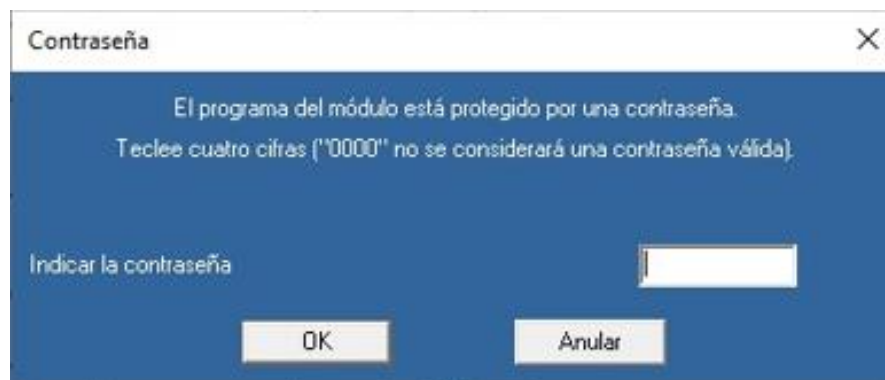 Contraseña
El programa del módulo está protegido por una contraseña.
Teclee cuatro cifras ("0000" no se considerará una contraseña válida).
Indicar la contraseña
OK
Anular